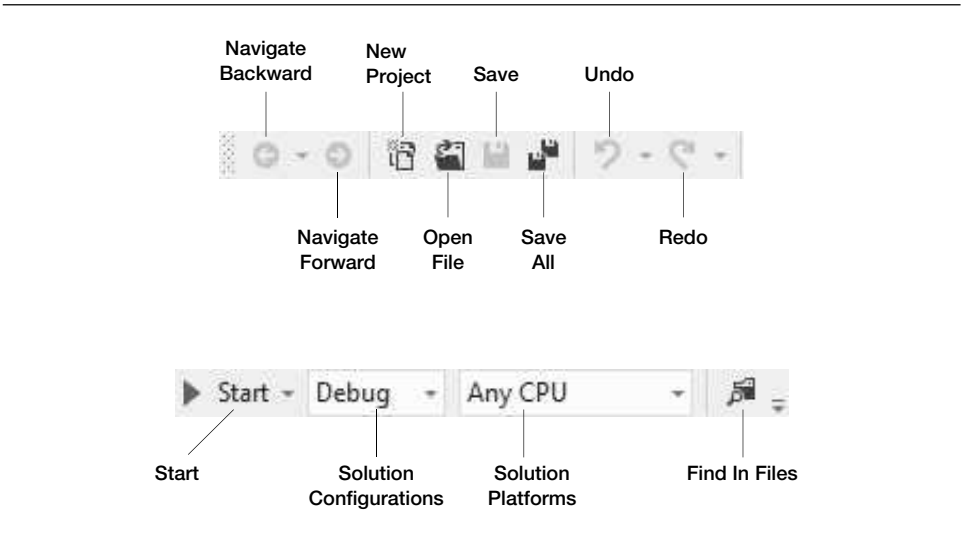 Navigate
Backward
New
Project
Save
Undo
Navigate
Forward
Open
File
Save
All
Redo
Start
Debug
Any CPU
Start
Solution
Configurations
Solution
Platforms
Find In Files